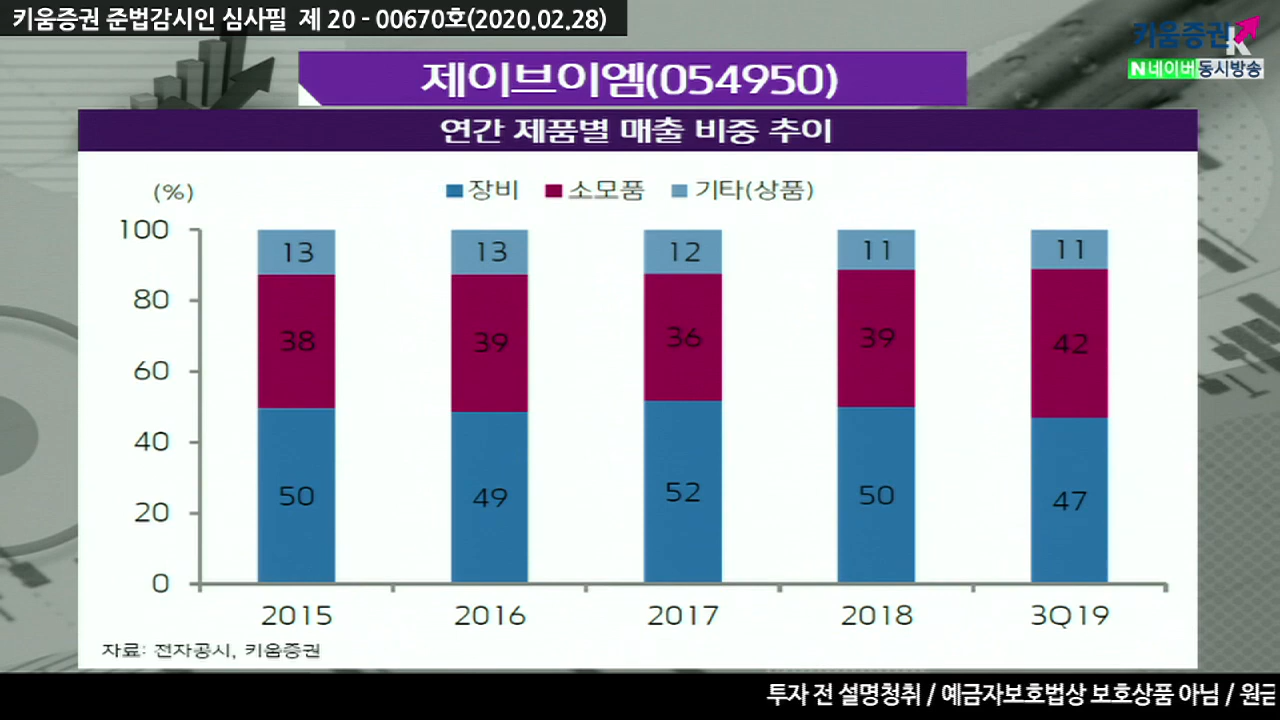 키움증권 준법감시인 심사필 제 20 - 00670호(2020.02.28)
키움증권
N 네이버 동시방송
제이브이엠(054950)
연간 제품별 매출 비중 추이
(%) 장비 소모품 기타(상품)
100
80
60
40
20
0
13 13 12 11 11
38 39 36 39 42
50 49 52 50 47
2015 2016 2017 2018 3Q19
자료: 전자공시, 키움증권
투자 전 설명청취 / 예금자보호법상 보호상품 아님 / 원금